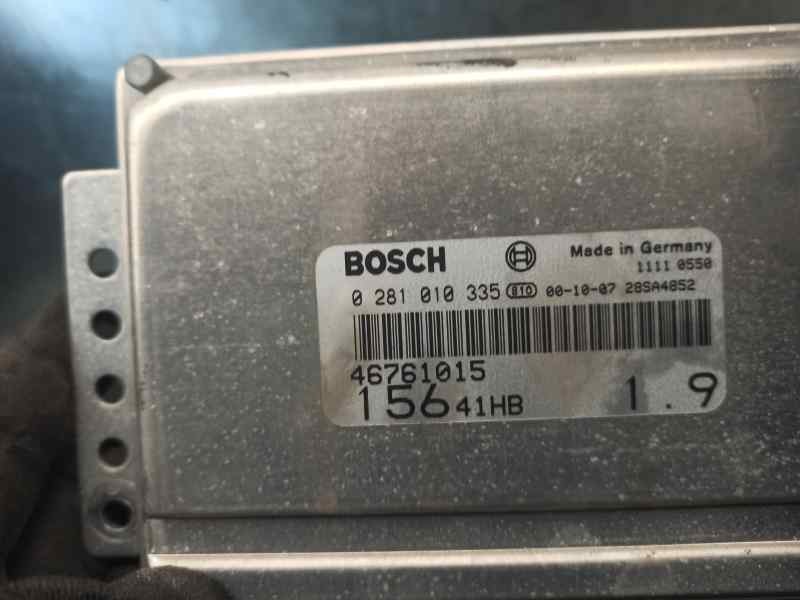 BOSCH Made in Germany
1111 0550
0 281 010 335 810 00-10-07 28SA4852
46761015
156 41HB 1.9